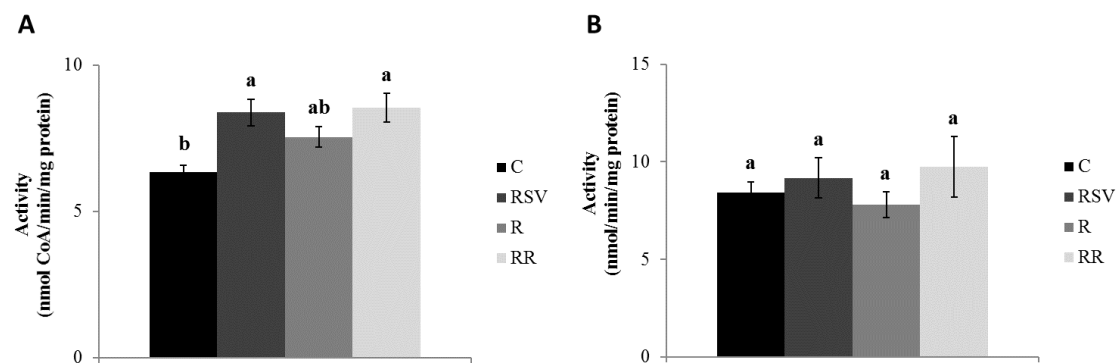 A
10
5
0
Activity
(nmol CoA/min/mg protein)
b
a
ab
a
C
RSV
R
RR
B
15
10
5
0
Activity
(nmol/min/mg protein)
a
a
a
a
C
RSV
R
RR